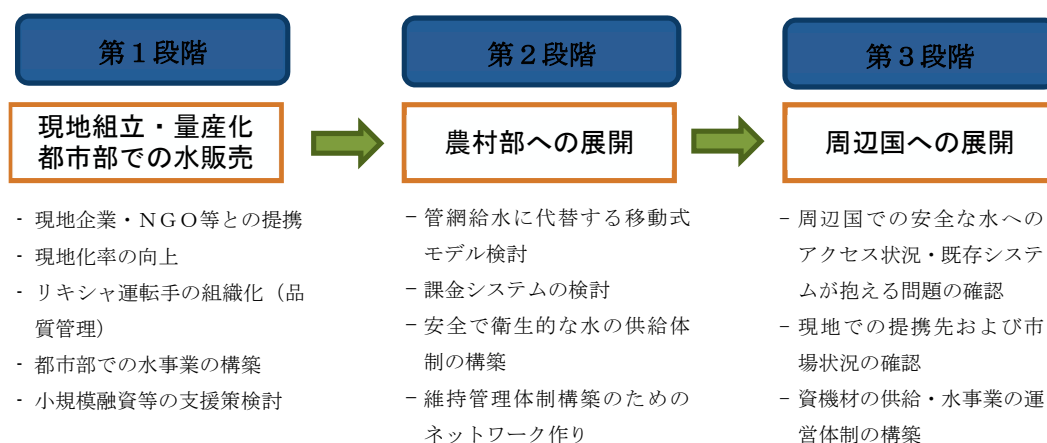 第１段階
現地組立・量産化
都市部での水販売
- 現地企業・ＮＧＯ等との提携
- 現地化率の向上
- リキシャ運転手の組織化（品
質管理）
- 都市部での水事業の構築
- 小規模融資等の支援策検討
第２段階
農村部への展開
－管網給水に代替する移動式
モデル検討
－課金システムの検討
－安全で衛生的な水の供給体
制の構築
－維持管理体制構築のための
ネットワーク作り
第３段階
周辺国への展開
－周辺国での安全な水への
アクセス状況・既存システ
ムが抱える問題の確認
－現地での提携先および市
場状況の確認
－資機材の供給・水事業の運
営体制の構築